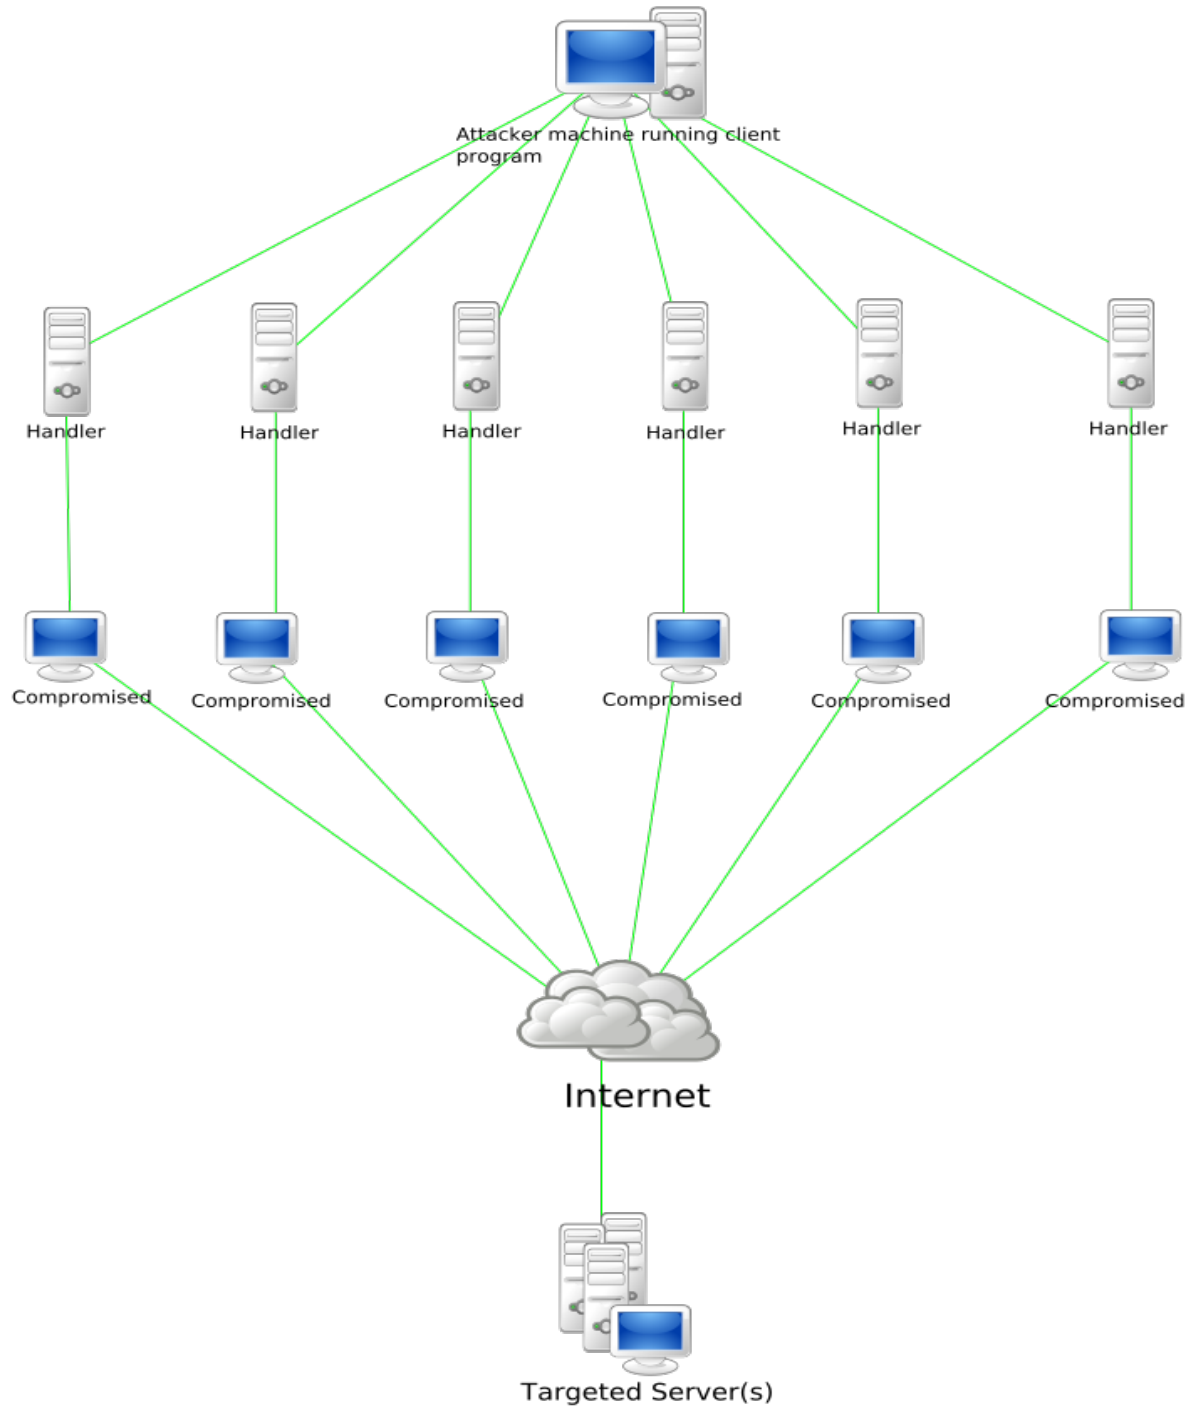 Attacker machine running client
program
Handler
Handler
Handler
Handler
Handler
Handler
Compromised
Compromised
Compromised
Compromised
Compromised
Compromised
Internet
Targeted Server(s)